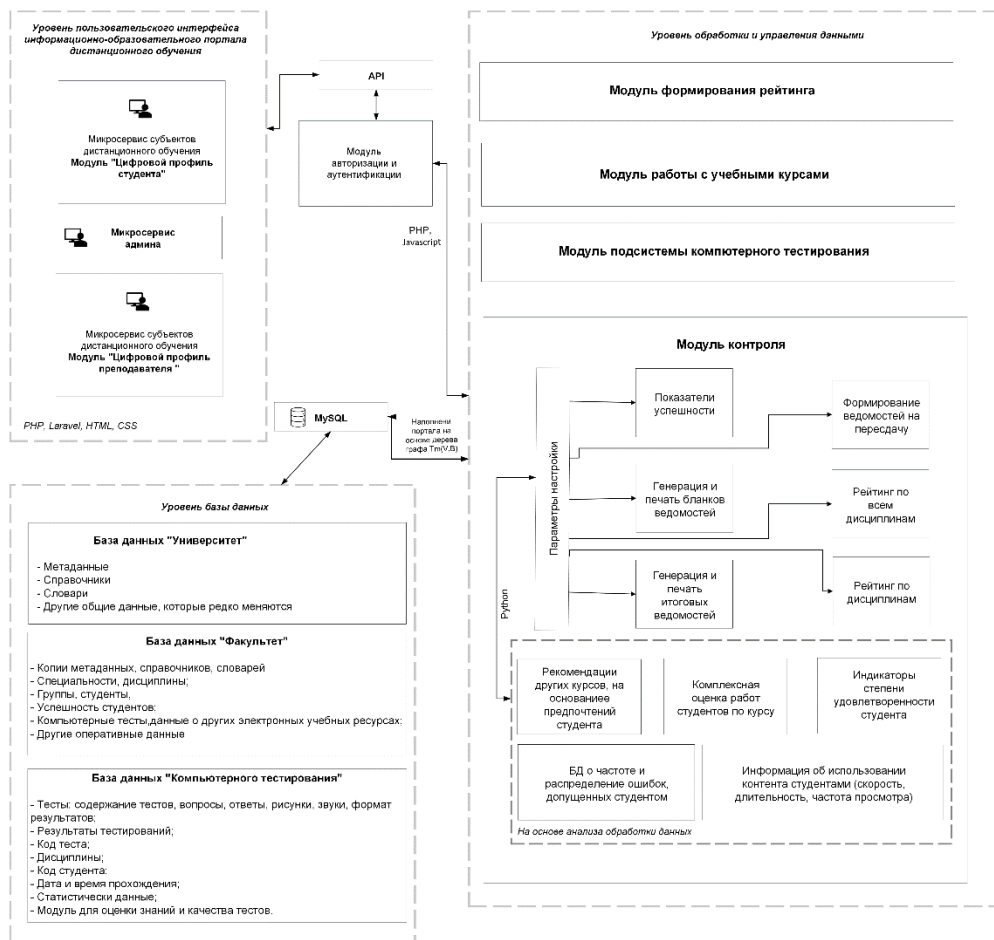 Уровень пользовательского интерфейса
информационно-образовательного портала
дистанционного обучения
Микросервис субъектов
дистанционного обучения
Модуль "Цифровой профиль
студента"
Микросервис
админа
Микросервис субъектов
дистанционного обучения
Модуль "Цифровой профиль
преподавателя "
PHP, Laravel, HTML, CSS
API
Модуль
авторизации и
аутентификации
PHP,
Javascript
MySQL
Наполнени
портала на
основе дерева
графа Tm(V,B)
Уровень базы данных
База данных "Университет"
- Метаданные
- Справочники
- Словари
- Другие общие данные, которые редко меняются
База данных "Факультет"
- Копии метаданных, справочников, словарей
- Специальности, дисциплины;
- Группы, студенты,
- Успешность студентов:
- Компьютерные тесты,данные о других электронных учебных ресурсах:
- Другие оперативные данные
База данных "Компьютерного тестирования"
- Тесты: содержание тестов, вопросы, ответы, рисунки, звуки, формат
результатов;
- Результаты тестирований;
- Код теста;
- Дисциплины;
- Код студента:
- Дата и время прохождения;
- Статистически данные;
- Модуль для оценки знаний и качества тестов.
Уровень обработки и управления данными
Модуль формирования рейтинга
Модуль работы с учебными курсами
Модуль подсистемы компютерного тестирования
Модуль контроля
Параметры настройки
Python
Показатели
успешности
Формирование
ведомостей на
пересдачу
Генерация и
печать бланков
ведомостей
Рейтинг по
всем
дисциплинам
Генерация и
печать
итоговых
ведомостей
Рейтинг по
дисциплинам
Рекомендации
других курсов, на
основаниее
предпочтений
студента
Комплексная
оценка работ
студентов по курсу
Индикаторы
степени
удовлетворенности
студента
БД о частоте и
распределение ошибок,
допущенных студентом
Информация об использовании
контента студентами (скорость,
длительность, частота просмотра)
На основе анализа обработки данных